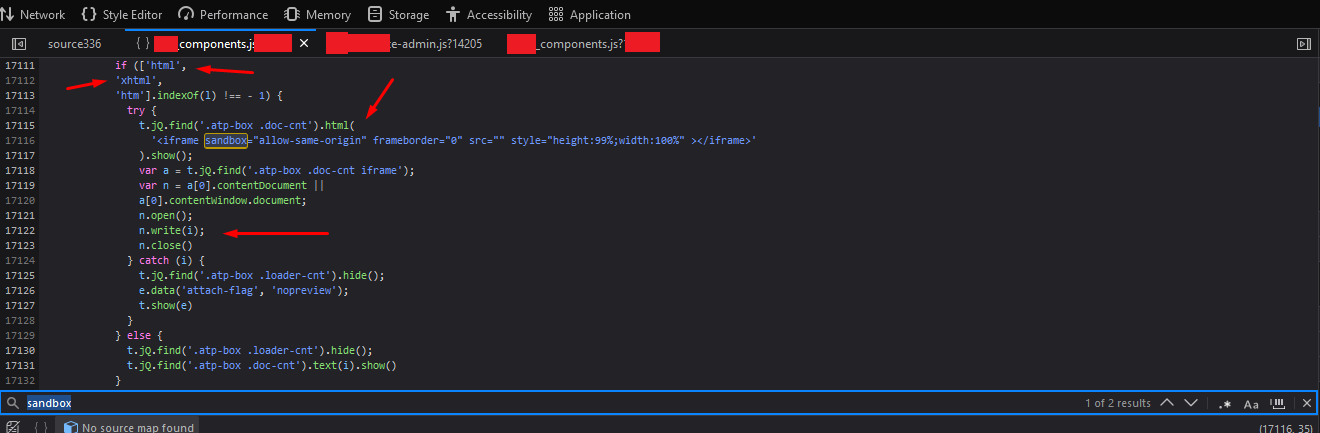 Network Style Editor Performance Memory Storage Accessibility Application
source336 { } _components.js e-admin.js?14205 _components.js?
17111 if (['html',
17112 'xhtml',
17113 'htm'].indexOf(l) !== - 1) {
17114 try {
17115 t.jQ.find('.atp-box .doc-cnt').html(
17116 '<iframe sandbox="allow-same-origin" frameborder="0" src="" style="height:99%;width:100%" ></iframe>'
17117 ).show();
17118 var a = t.jQ.find('.atp-box .doc-cnt iframe');
17119 var n = a[0].contentDocument ||
17120 a[0].contentWindow.document;
17121 n.open();
17122 n.write(i);
17123 n.close()
17124 } catch (i) {
17125 t.jQ.find('.atp-box .loader-cnt').hide();
17126 e.data('attach-flag', 'nopreview');
17127 t.show(e)
17128 }
17129 } else {
17130 t.jQ.find('.atp-box .loader-cnt').hide();
17131 t.jQ.find('.atp-box .doc-cnt').text(i).show()
17132 }
sandbox 1 of 2 results .* Aa
{ } No source map found (17116, 35)